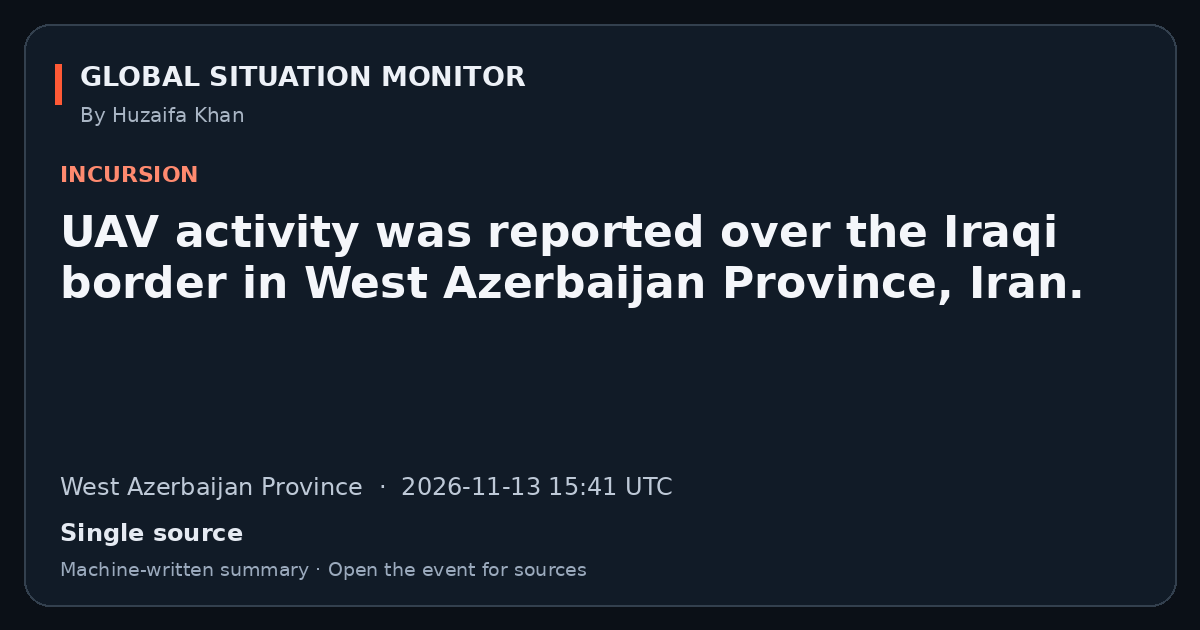 GLOBAL SITUATION MONITOR
By Huzaifa Khan
INCURSION
UAV activity was reported over the Iraqi
border in West Azerbaijan Province, Iran.
West Azerbaijan Province · 2026-11-13 15:41 UTC
Single source
Machine-written summary · Open the event for sources